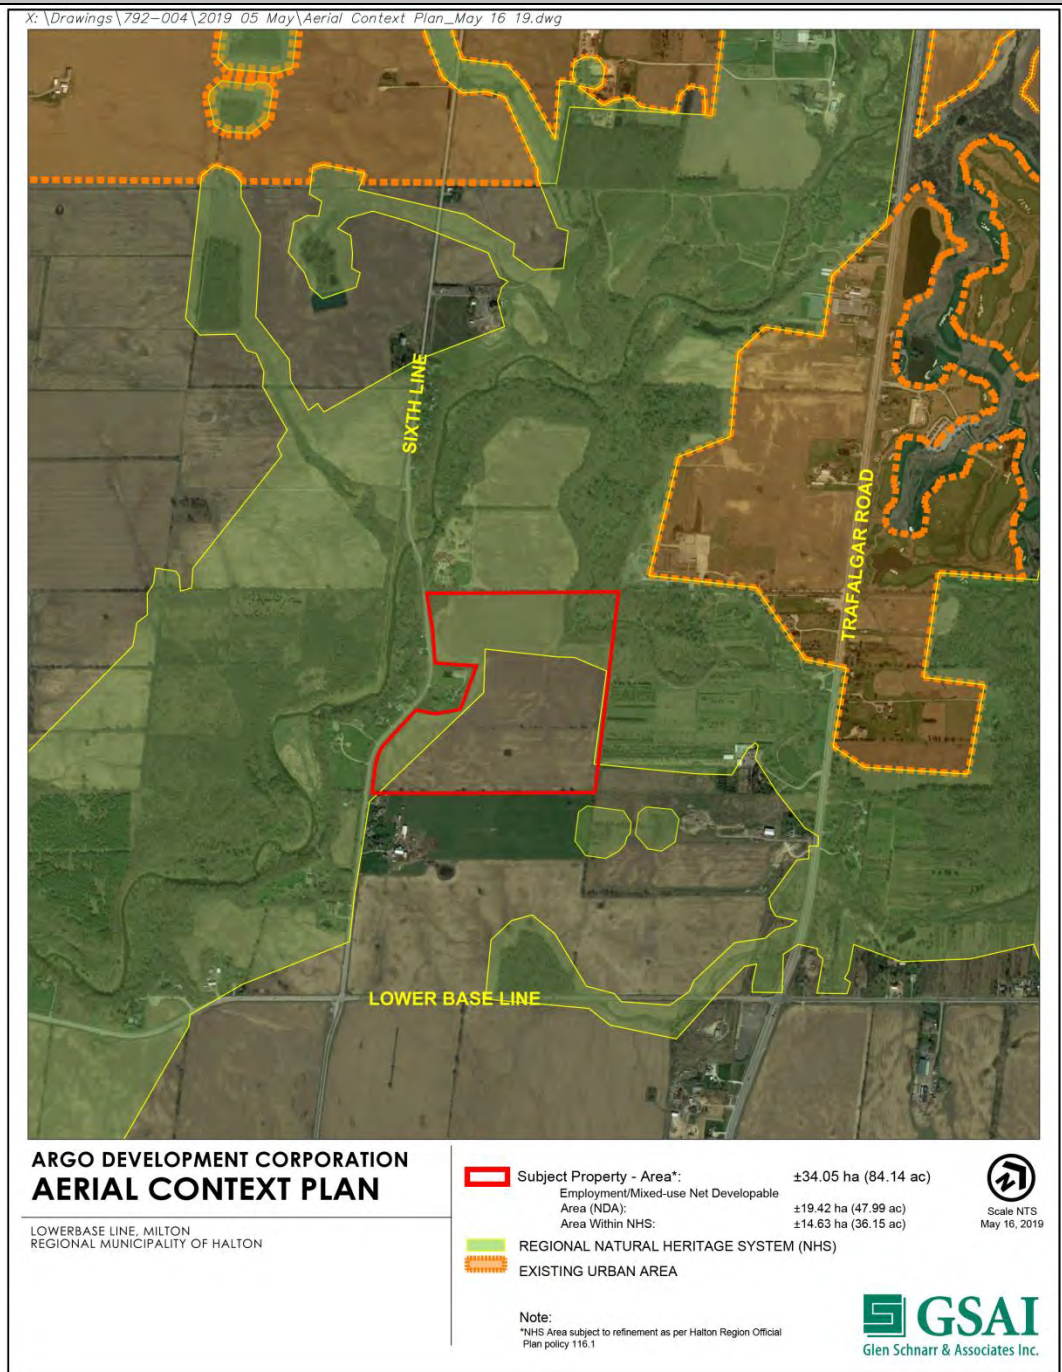 X: \Drawings\792-004\2019 05 May\Aerial Context Plan_May 16 19.dwg
SIXTH LINE
TRAFALGAR ROAD
LOWER BASE LINE
ARGO DEVELOPMENT CORPORATION
AERIAL CONTEXT PLAN
LOWERBASE LINE, MILTON
REGIONAL MUNICIPALITY OF HALTON
Subject Property - Area*: ±34.05 ha (84.14 ac)
Employment/Mixed-use Net Developable
Area (NDA): ±19.42 ha (47.99 ac)
Area Within NHS: ±14.63 ha (36.15 ac)
REGIONAL NATURAL HERITAGE SYSTEM (NHS)
EXISTING URBAN AREA
Note:
*NHS Area subject to refinement as per Halton Region Official
Plan policy 116.1
Scale NTS
May 16, 2019
GSAI
Glen Schnarr & Associates Inc.